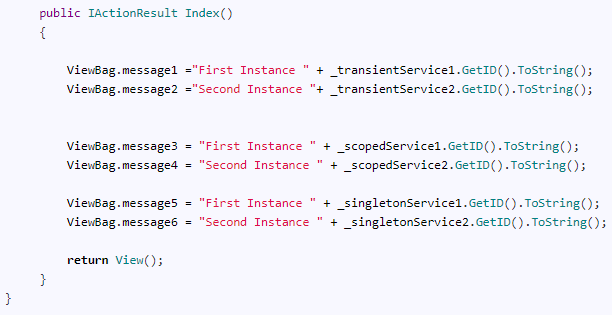 public IActionResult Index()
{
ViewBag.message1 ="First Instance " + _transientService1.GetID().ToString();
ViewBag.message2 ="Second Instance "+ _transientService2.GetID().ToString();
ViewBag.message3 = "First Instance " + _scopedService1.GetID().ToString();
ViewBag.message4 = "Second Instance " + _scopedService2.GetID().ToString();
ViewBag.message5 = "First Instance " + _singletonService1.GetID().ToString();
ViewBag.message6 = "Second Instance " + _singletonService2.GetID().ToString();
return View();
}
}